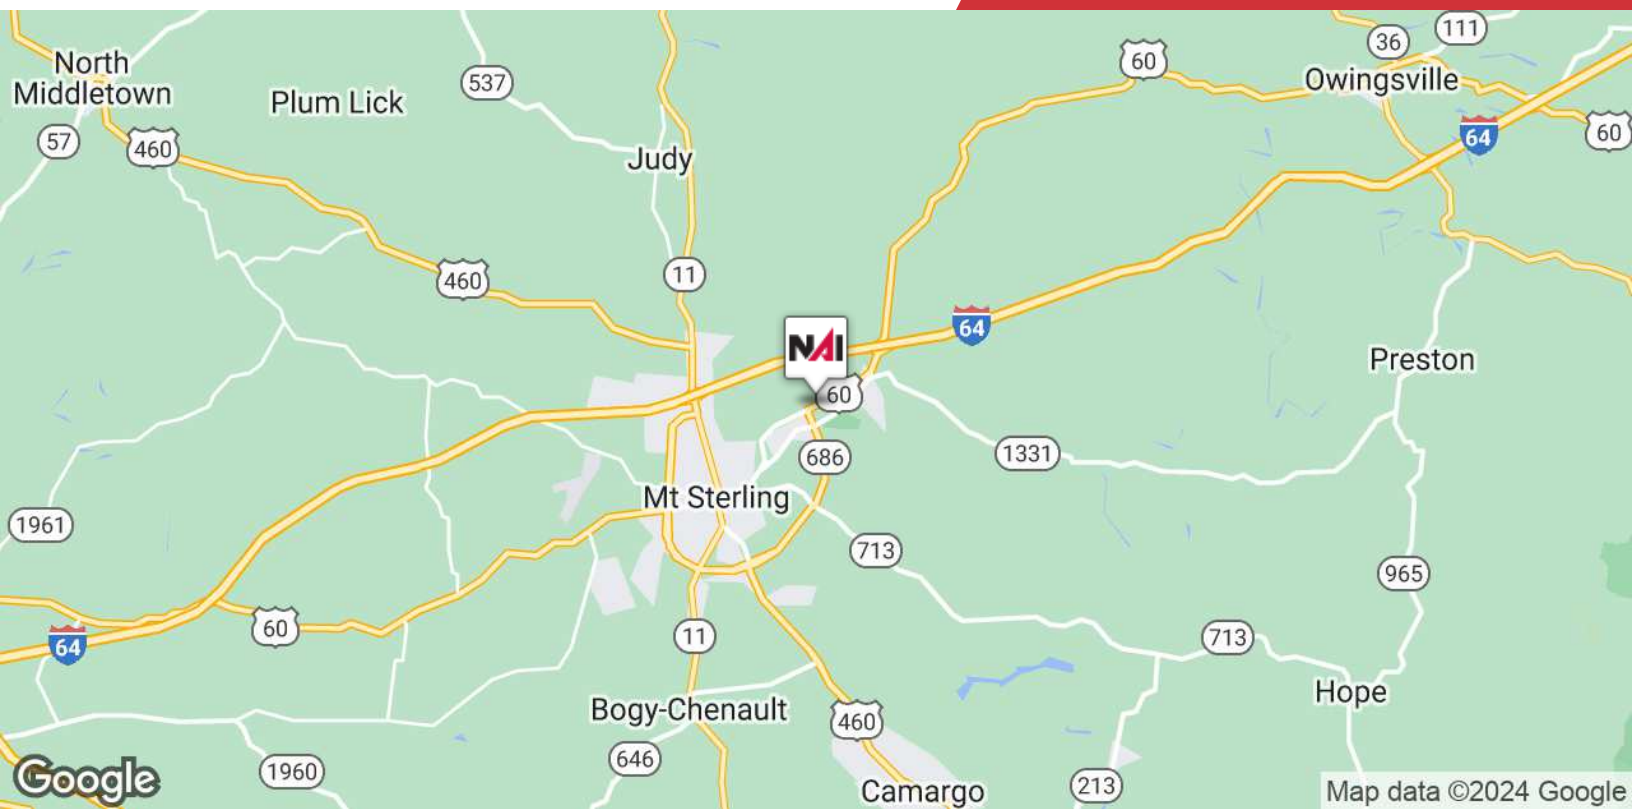 111
36
60
North
Middletown
Owingsville
537
Plum Lick
60
64
57
460
Judy
11
460
64
NAI
Preston
60
1331
686
Mt Sterling
1961
713
965
60
11
713
64
Hope
Bogy-Chenault
460
646
1960
Google
213
Camargo
Map data ©2024 Google